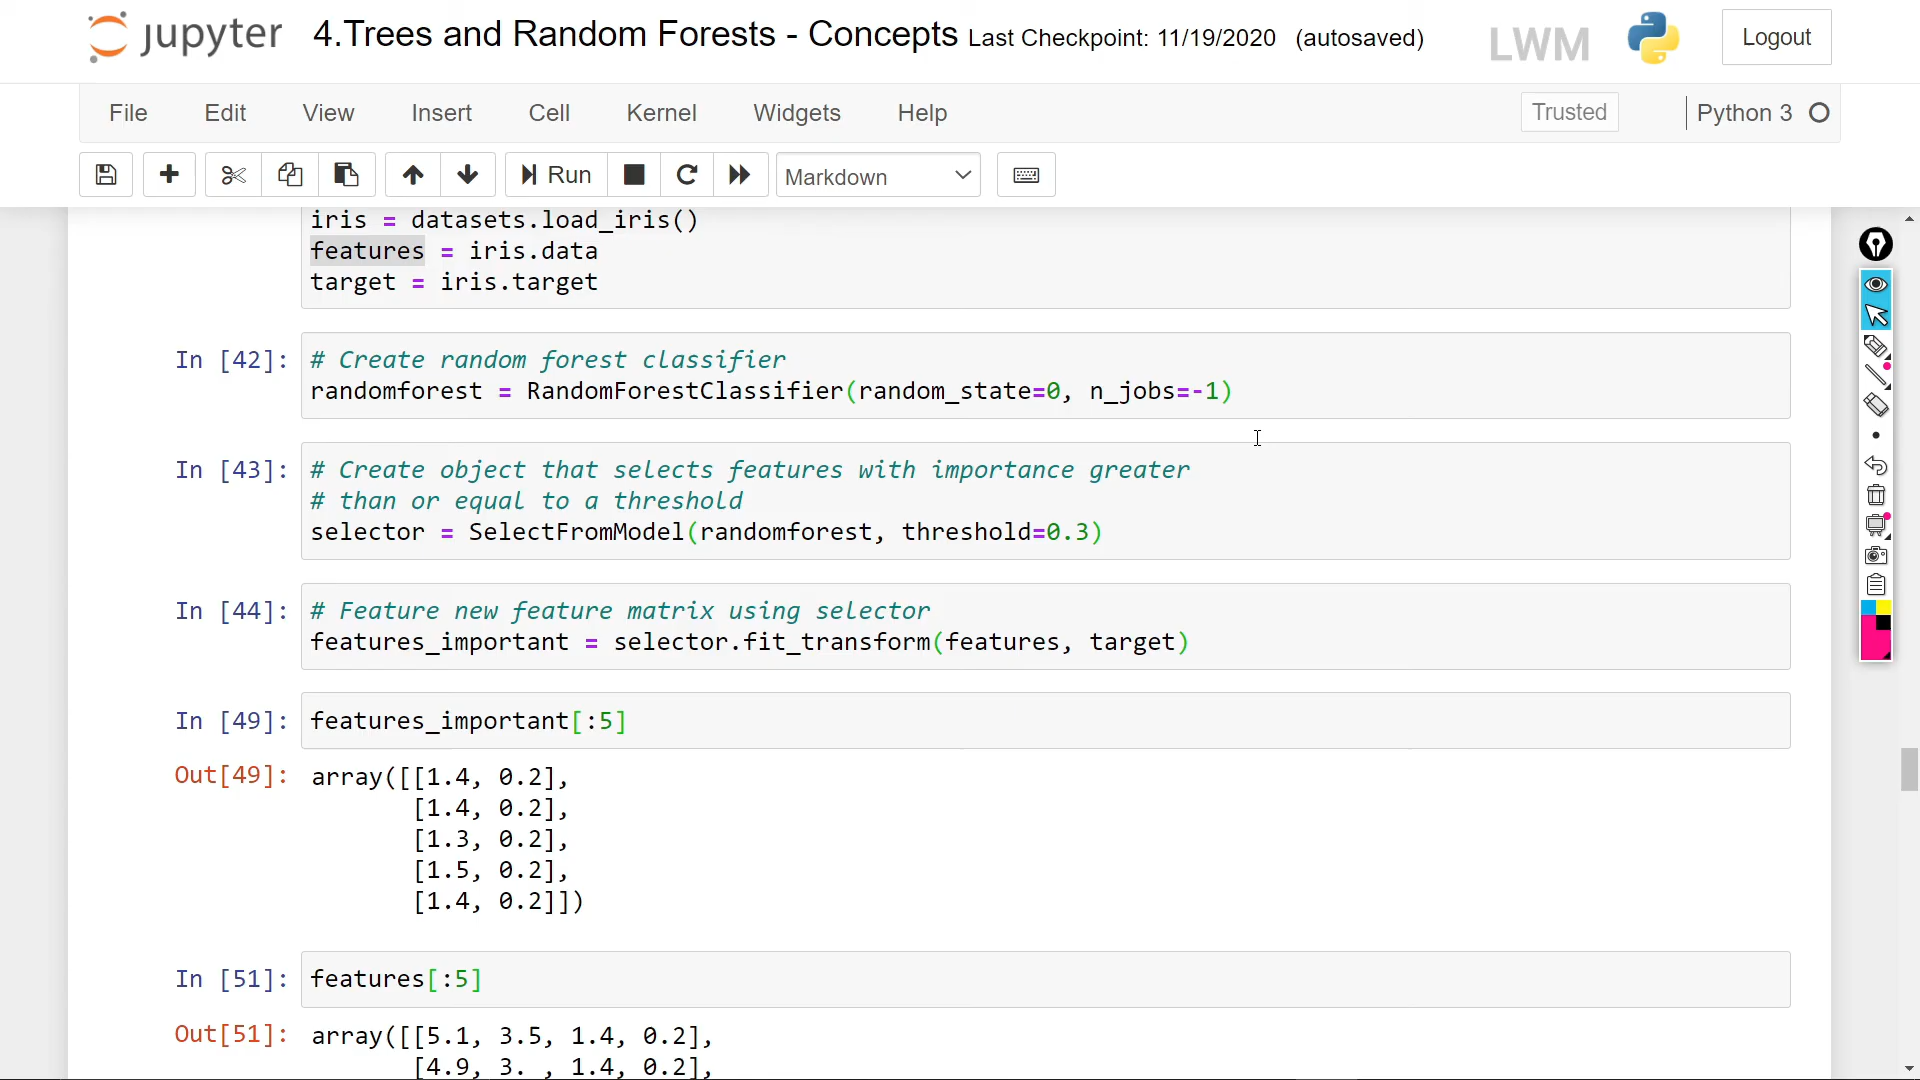 jupyter 4.Trees and Random Forests - Concepts Last Checkpoint: 11/19/2020 (autosaved) LWM Logout
File Edit View Insert Cell Kernel Widgets Help Trusted Python 3
Run Markdown
iris = datasets.load_iris()
features = iris.data
target = iris.target
In [42]: # Create random forest classifier
randomforest = RandomForestClassifier(random_state=0, n_jobs=-1)
In [43]: # Create object that selects features with importance greater
# than or equal to a threshold
selector = SelectFromModel(randomforest, threshold=0.3)
In [44]: # Feature new feature matrix using selector
features_important = selector.fit_transform(features, target)
In [49]: features_important[:5]
Out[49]: array([[1.4, 0.2],
[1.4, 0.2],
[1.3, 0.2],
[1.5, 0.2],
[1.4, 0.2]])
In [51]: features[:5]
Out[51]: array([[5.1, 3.5, 1.4, 0.2],
[4.9, 3. , 1.4, 0.2],